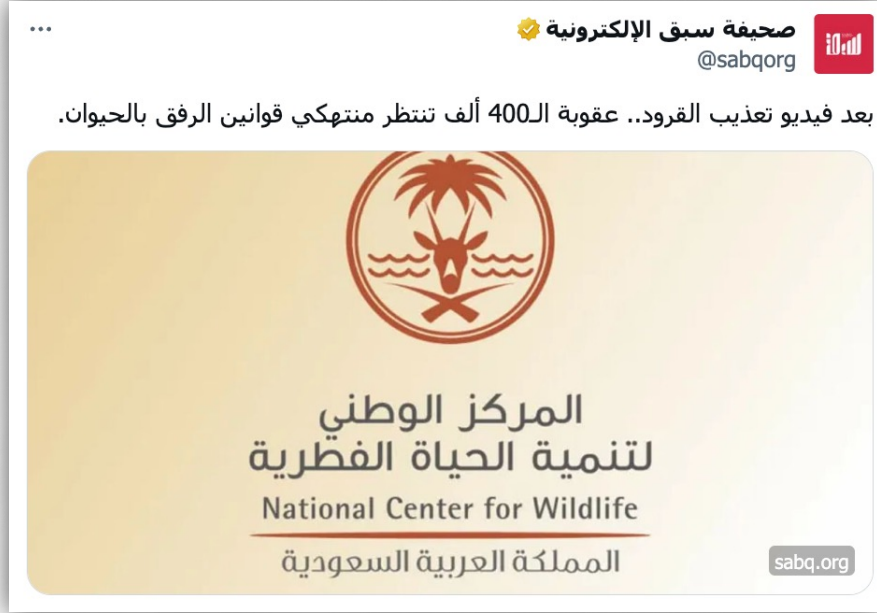 صحيفة سبق الإلكترونية
@sabqorg
بعد فيديو تعذيب القرود.. عقوبة الـ400 ألف تنتظر منتهكي قوانين الرفق بالحيوان.
المركز الوطني
لتنمية الحياة الفطرية
National Center for Wildlife
المملكة العربية السعودية
sabq.org